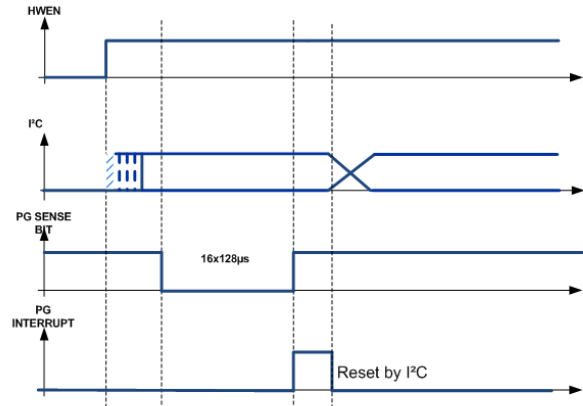 HWEN
I²C
PG SENSE
BIT
16x128µs
PG
INTERRUPT
Reset by I²C